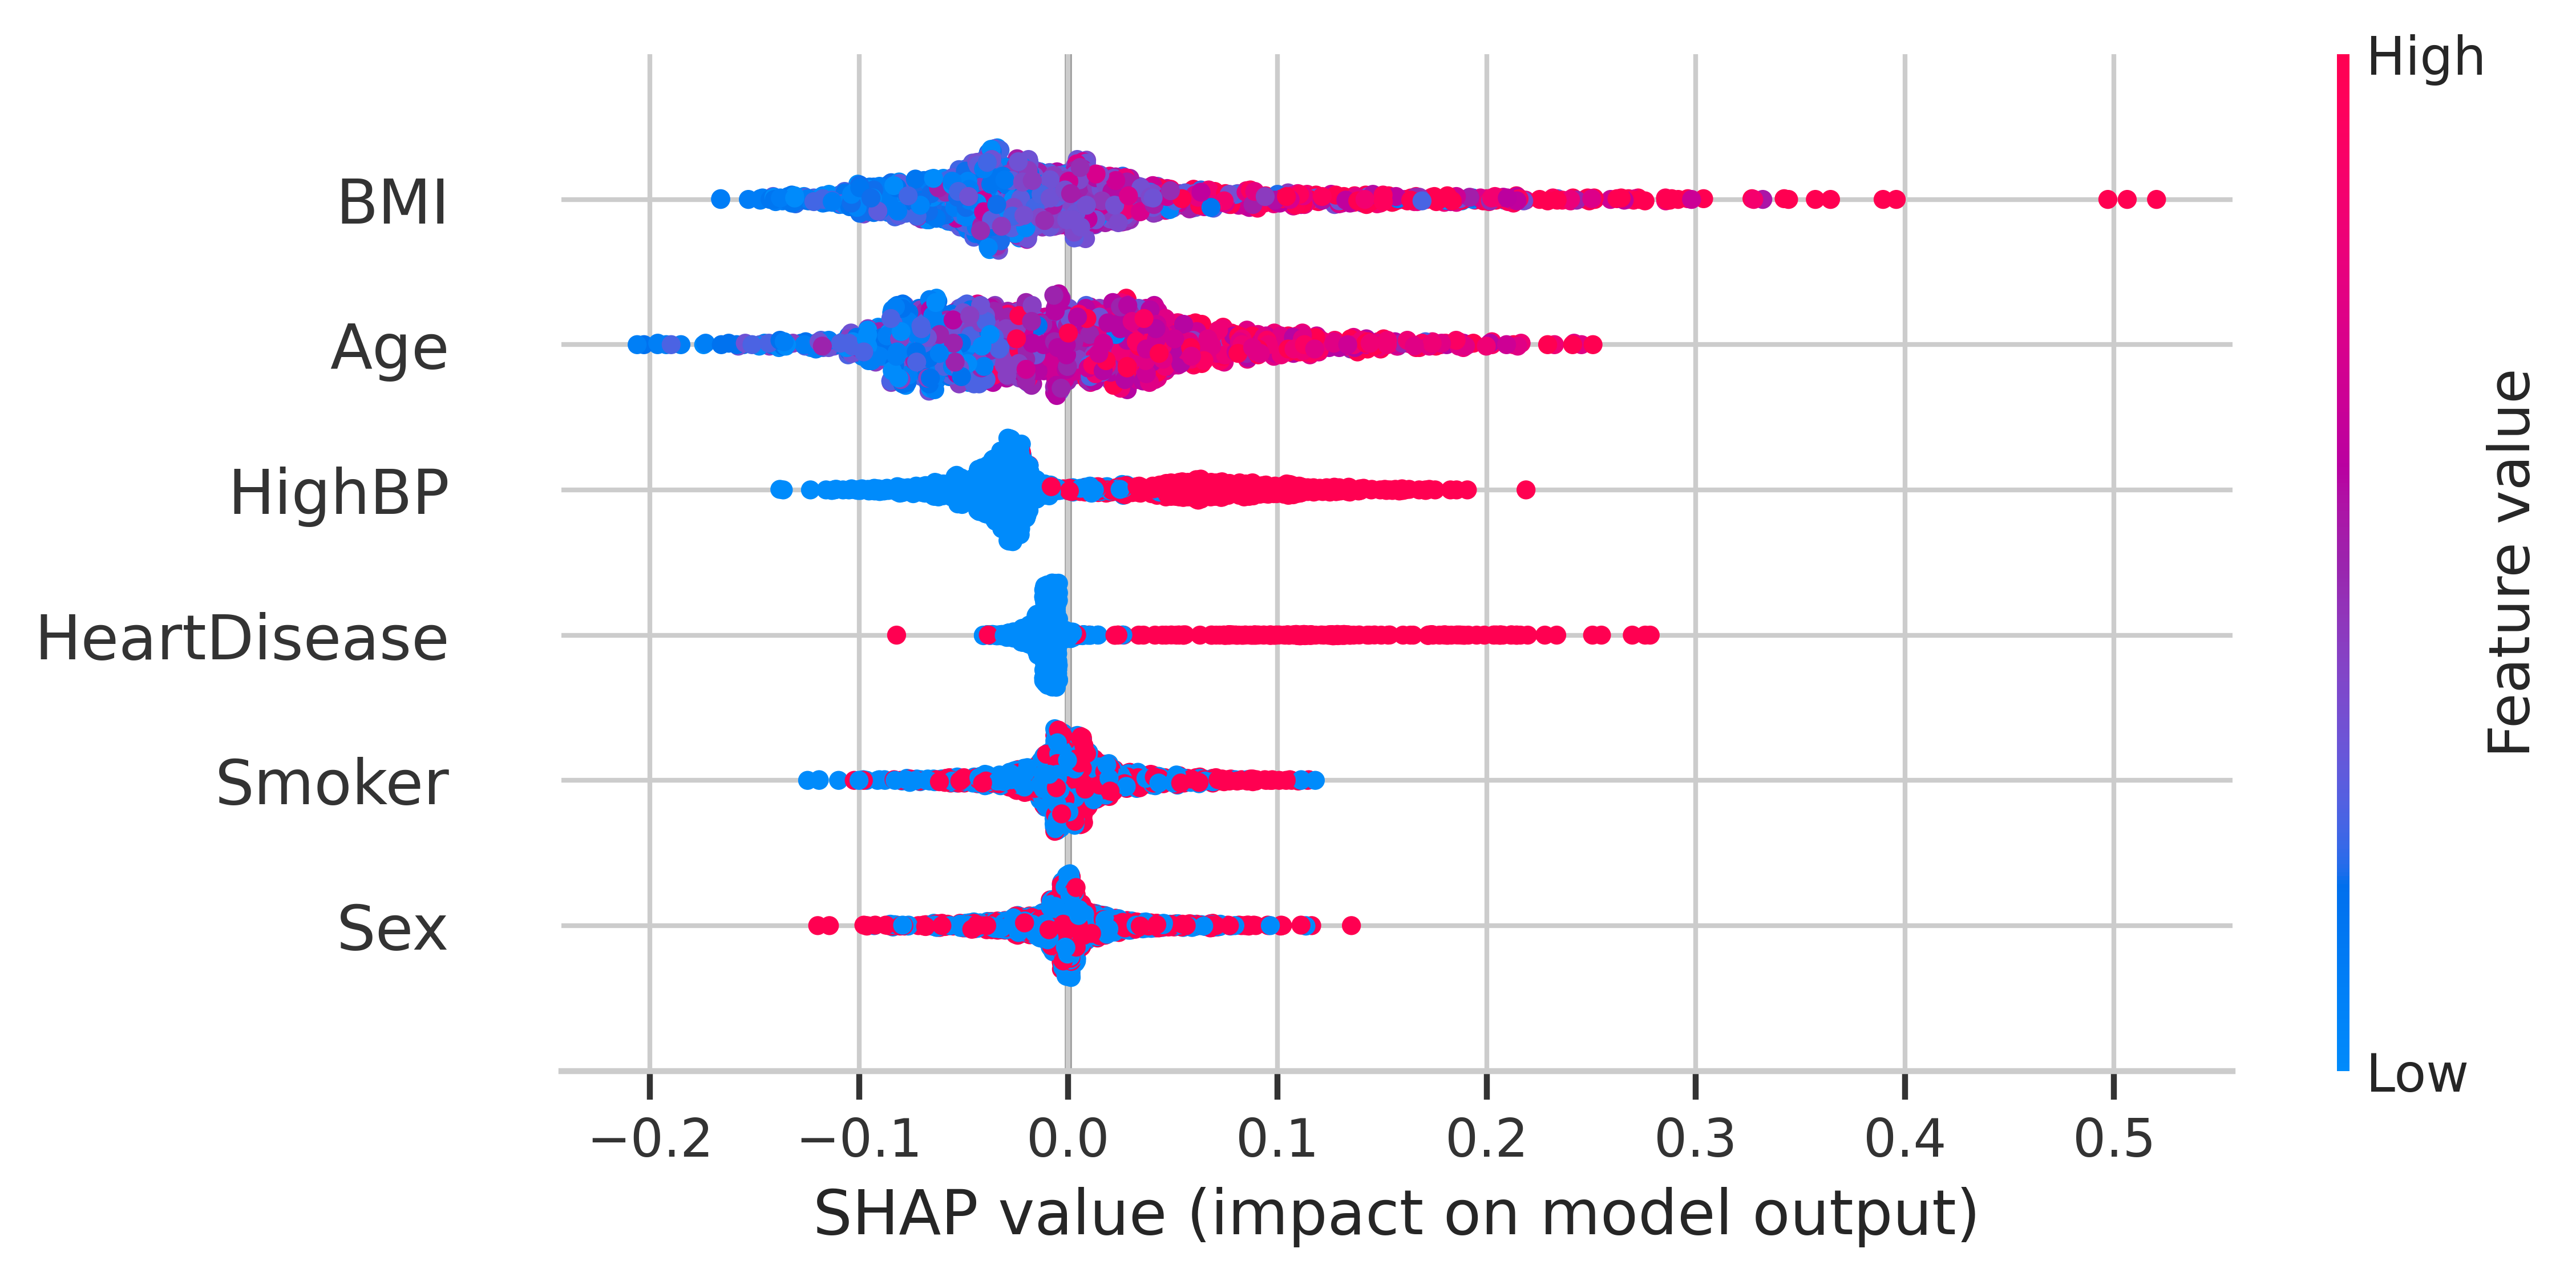 High
BMI
Age
HighBP
HeartDisease
Smoker
Sex
Feature value
Low
−0.2 −0.1 0.0 0.1 0.2 0.3 0.4 0.5
SHAP value (impact on model output)